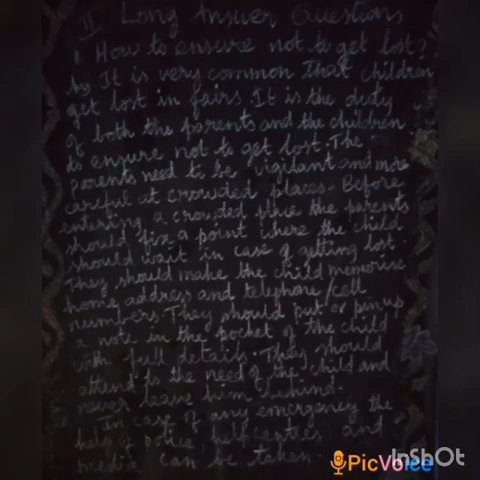 II Long Answer Questions
1. How to ensure not to get lost?
A) It is very common that children
get lost in fairs. It is the duty
of both the parents and the children
to ensure not to get lost. The
parents need to be vigilant and more
careful at crowded places. Before
entering a crowded place the parents
should fix a point where the child
should wait in case of getting lost.
They should make the child memorise
home address and telephone/cell
numbers. They should put or pin up
a note in the pocket of the child
with full details. They should
attend to the need of the child and
never leave him behind.
In case of any emergency the
help of police, help centres and
media can be taken.
PicVoice
InShOt